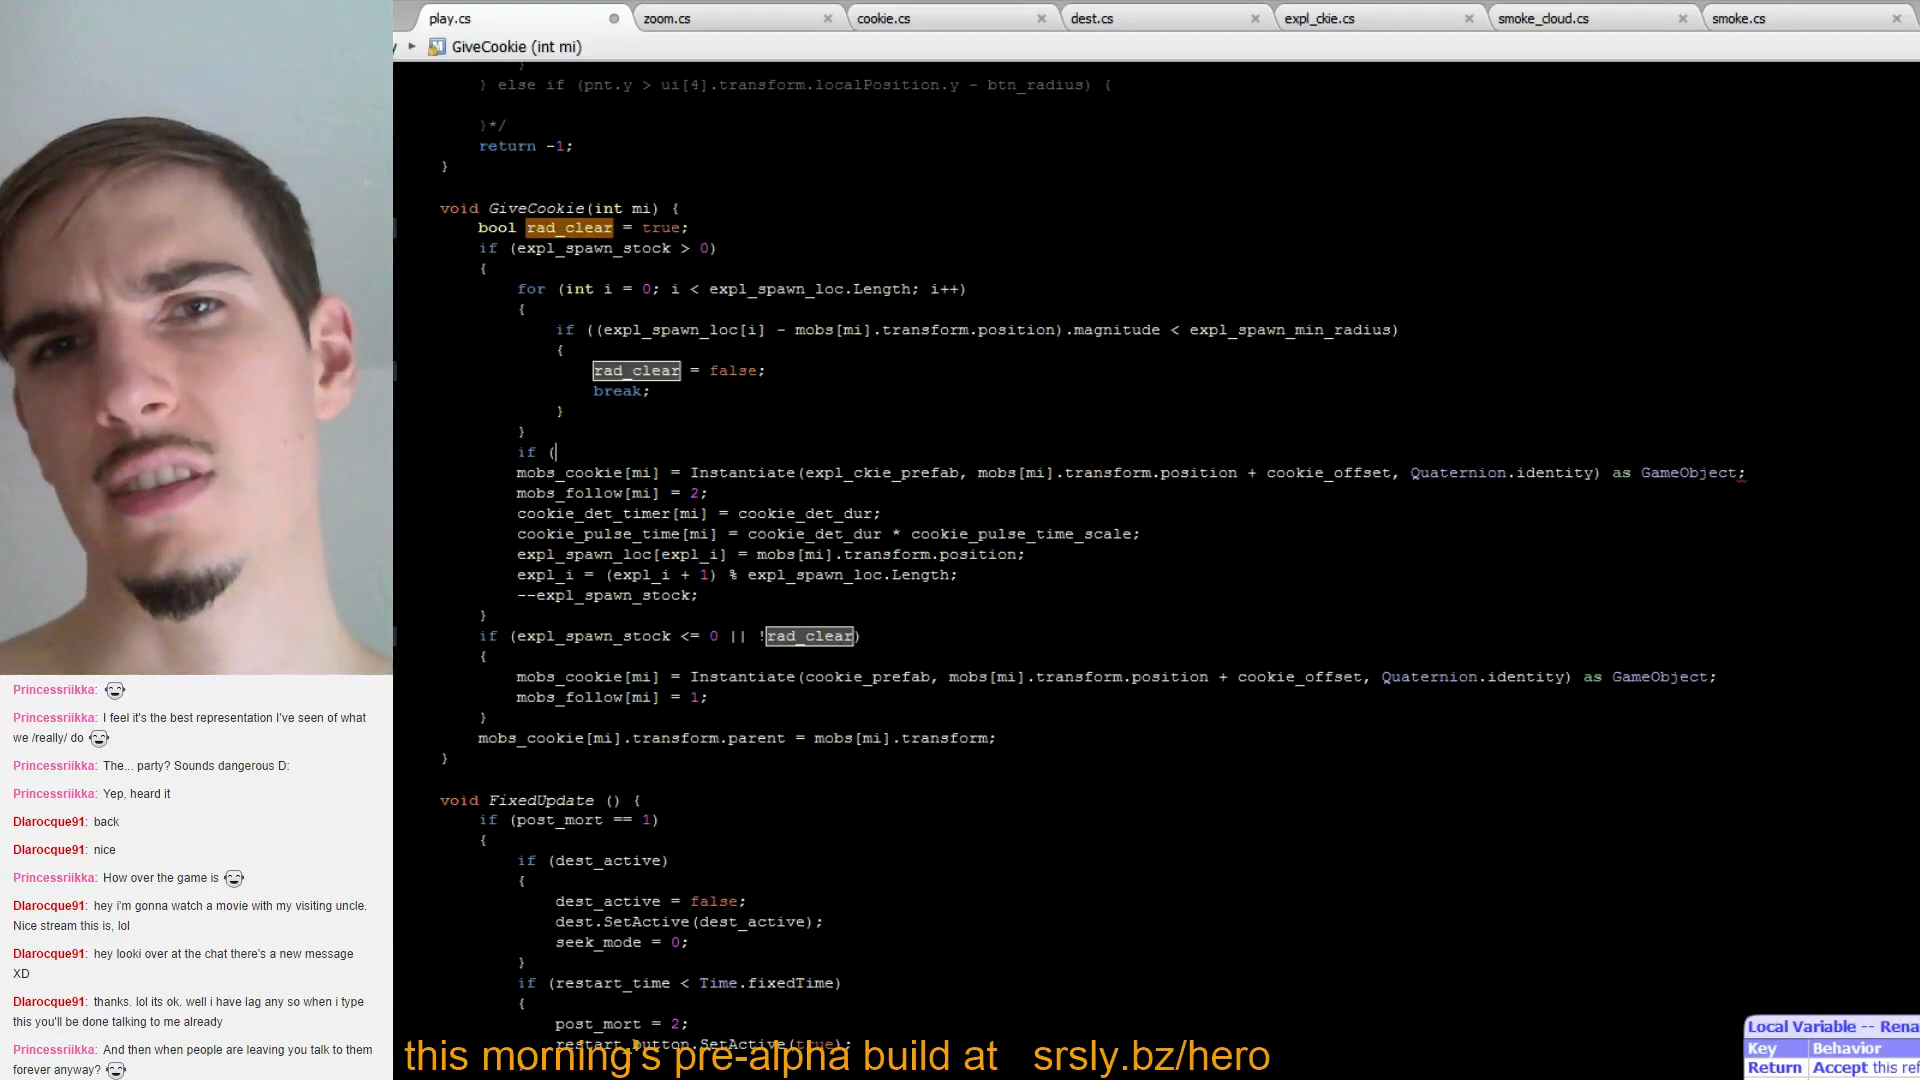 play.cs
zoom.cs
cookie.cs
dest.cs
expl_ckie.cs
smoke_cloud.cs
smoke.cs
GiveCookie (int mi)
}
} else if (pnt.y > ui[4].transform.localPosition.y - btn_radius) {
}*/
return -1;
}
void GiveCookie(int mi) {
bool rad_clear = true;
if (expl_spawn_stock > 0)
{
for (int i = 0; i < expl_spawn_loc.Length; i++)
{
if ((expl_spawn_loc[i] - mobs[mi].transform.position).magnitude < expl_spawn_min_radius)
{
rad_clear = false;
break;
}
}
if (
mobs_cookie[mi] = Instantiate(expl_ckie_prefab, mobs[mi].transform.position + cookie_offset, Quaternion.identity) as GameObject;
mobs_follow[mi] = 2;
cookie_det_timer[mi] = cookie_det_dur;
cookie_pulse_time[mi] = cookie_det_dur * cookie_pulse_time_scale;
expl_spawn_loc[expl_i] = mobs[mi].transform.position;
expl_i = (expl_i + 1) % expl_spawn_loc.Length;
--expl_spawn_stock;
}
if (expl_spawn_stock <= 0 || !rad_clear)
{
mobs_cookie[mi] = Instantiate(cookie_prefab, mobs[mi].transform.position + cookie_offset, Quaternion.identity) as GameObject;
mobs_follow[mi] = 1;
}
mobs_cookie[mi].transform.parent = mobs[mi].transform;
}
void FixedUpdate () {
if (post_mort == 1)
{
if (dest_active)
{
dest_active = false;
dest.SetActive(dest_active);
seek_mode = 0;
}
if (restart_time < Time.fixedTime)
{
post_mort = 2;
restart_button.SetActive(true);
this morning's pre-alpha build at srsly.bz/hero
Local Variable -- Rena
Key Behavior
Return Accept this ref
Princessriikka:
Princessriikka: I feel it's the best representation I've seen of what
we /really/ do
Princessriikka: The... party? Sounds dangerous D:
Princessriikka: Yep, heard it
Dlarocque91: back
Dlarocque91: nice
Princessriikka: How over the game is
Dlarocque91: hey i'm gonna watch a movie with my visiting uncle.
Nice stream this is, lol
Dlarocque91: hey looki over at the chat there's a new message
XD
Dlarocque91: thanks. lol its ok. well i have lag any so when i type
this you'll be done talking to me already
Princessriikka: And then when people are leaving you talk to them
forever anyway?